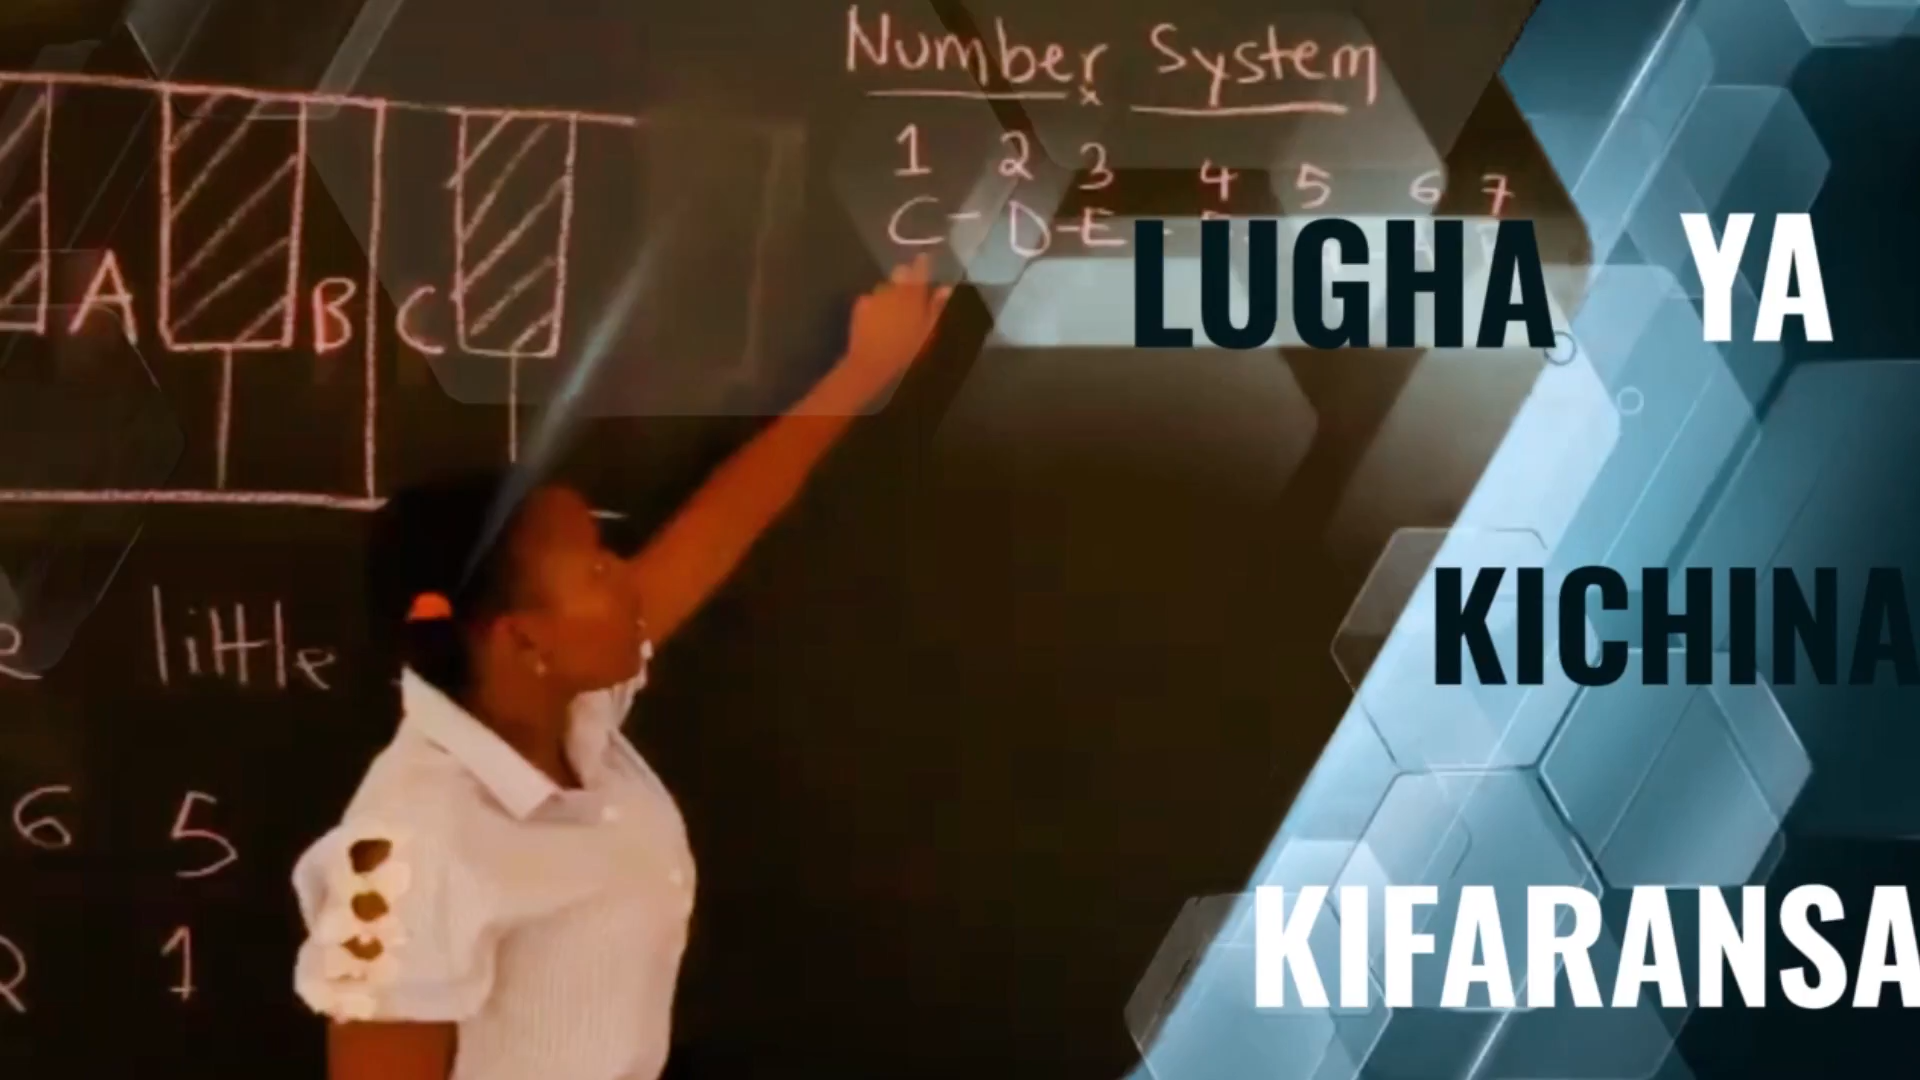 Number System
1 2 3 4 5 6 7
C - D - E
A B C
little
6 5
1
LUGHA YA
KICHINA
KIFARANSA